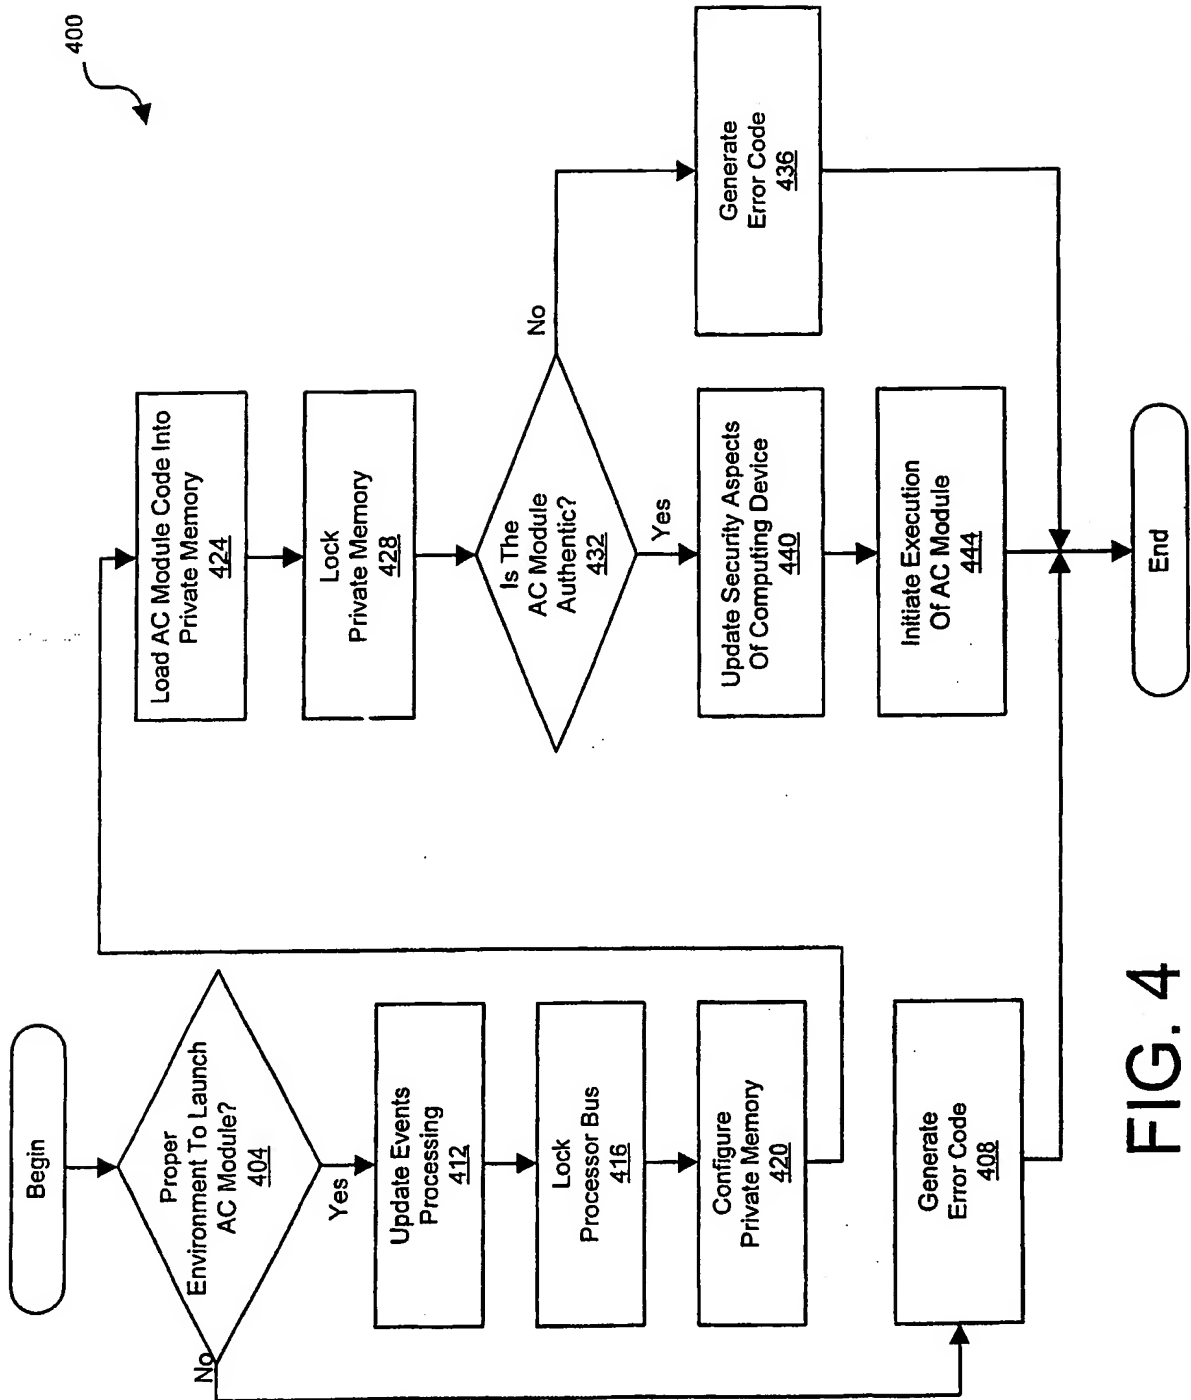 400
Begin
Proper
Environment To Launch
AC Module?
404
No
Yes
Update Events
Processing
412
Lock
Processor Bus
416
Configure
Private Memory
420
Generate
Error Code
408
Load AC Module Code Into
Private Memory
424
Lock
Private Memory
428
Is The
AC Module
Authentic?
432
No
Yes
Generate
Error Code
436
Update Security Aspects
Of Computing Device
440
Initiate Execution
Of AC Module
444
End
FIG. 4